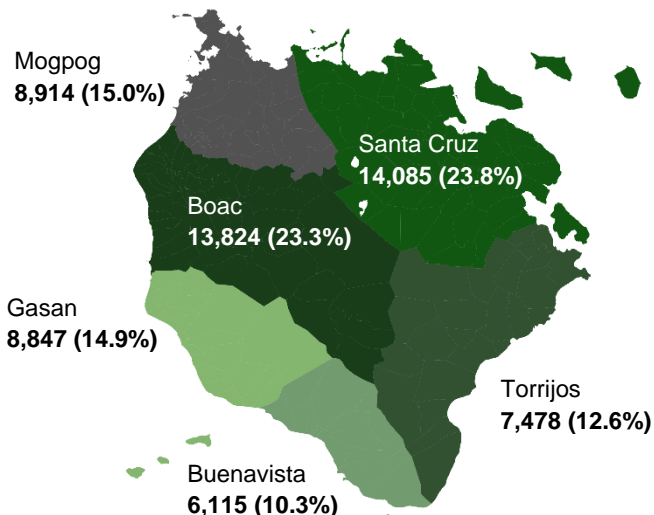 Mogpog
8,914 (15.0%)
Santa Cruz
14,085 (23.8%)
Boac
13,824 (23.3%)
Gasan
8,847 (14.9%)
Torrijos
7,478 (12.6%)
Buenavista
6,115 (10.3%)